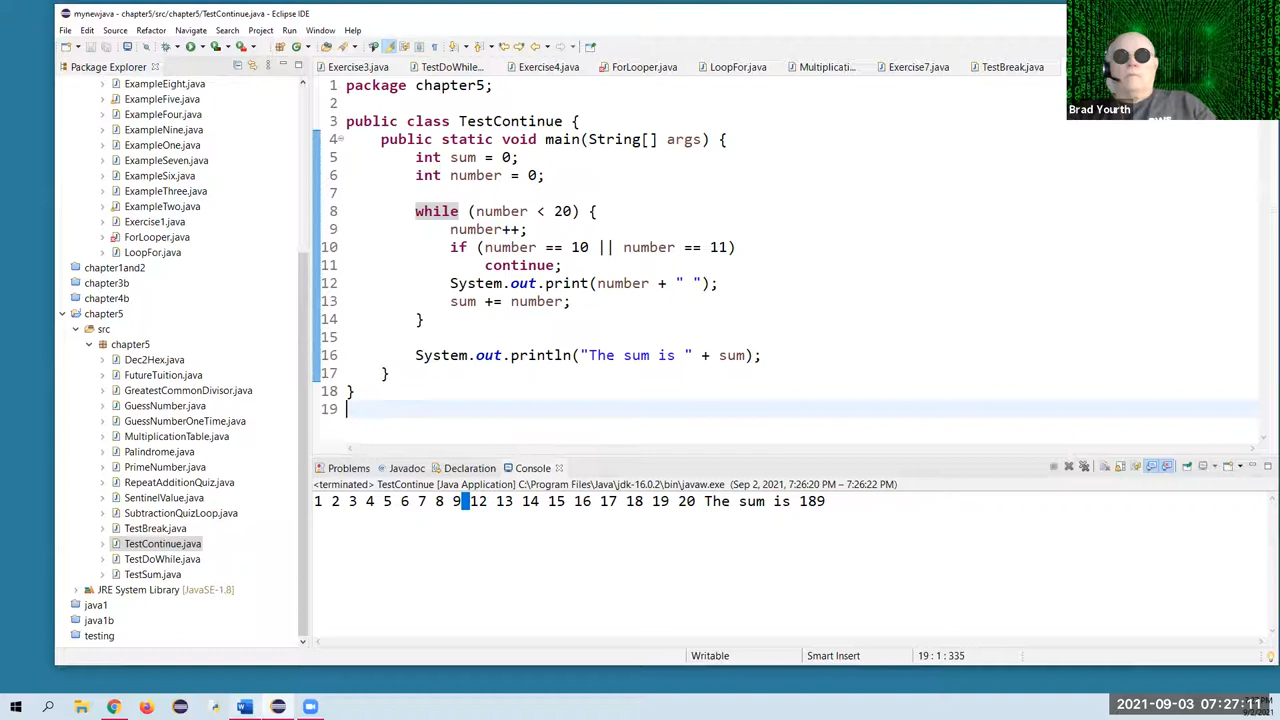 mynewjava - chapter5/src/chapter5/TestContinue.java - Eclipse IDE
File Edit Source Refactor Navigate Search Project Run Window Help
Package Explorer
Exercise3.java TestDoWhile... Exercise4.java ForLooper.java LoopFor.java Multiplicati... Exercise7.java TestBreak.java
Brad Yourth
ExampleEight.java
ExampleFive.java
ExampleFour.java
ExampleNine.java
ExampleOne.java
ExampleSeven.java
ExampleSix.java
ExampleThree.java
ExampleTwo.java
Exercise1.java
ForLooper.java
LoopFor.java
chapter1and2
chapter3b
chapter4b
chapter5
src
chapter5
Dec2Hex.java
FutureTuition.java
GreatestCommonDivisor.java
GuessNumber.java
GuessNumberOneTime.java
MultiplicationTable.java
Palindrome.java
PrimeNumber.java
RepeatAdditionQuiz.java
SentinelValue.java
SubtractionQuizLoop.java
TestBreak.java
TestContinue.java
TestDoWhile.java
TestSum.java
JRE System Library [JavaSE-1.8]
java1
java1b
testing
1 package chapter5;
2
3 public class TestContinue {
4 public static void main(String[] args) {
5 int sum = 0;
6 int number = 0;
7
8 while (number < 20) {
9 number++;
10 if (number == 10 || number == 11)
11 continue;
12 System.out.print(number + " ");
13 sum += number;
14 }
15
16 System.out.println("The sum is " + sum);
17 }
18 }
19
Problems Javadoc Declaration Console
<terminated> TestContinue [Java Application] C:\Program Files\Java\jdk-16.0.2\bin\javaw.exe (Sep 2, 2021, 7:26:20 PM – 7:26:22 PM)
1 2 3 4 5 6 7 8 9 12 13 14 15 16 17 18 19 20 The sum is 189
Writable Smart Insert 19 : 1 : 335
2021-09-03 07:27:11